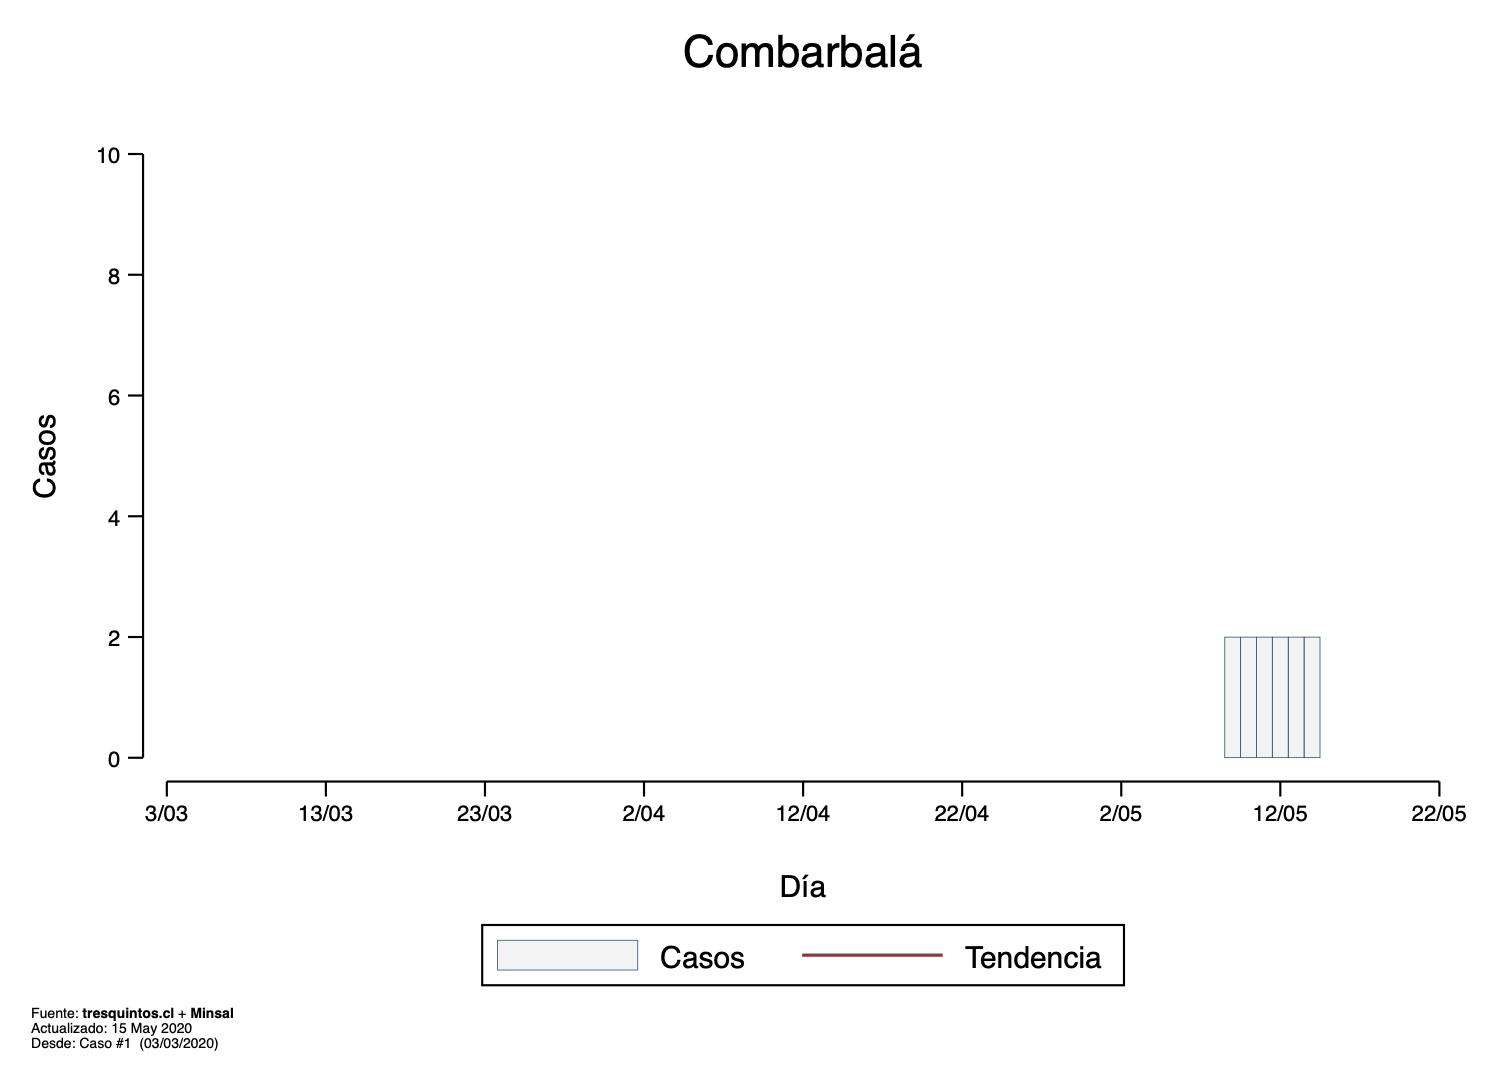 Combarbalá
10
8
6
4
2
0
Casos
3/03 13/03 23/03 2/04 12/04 22/04 2/05 12/05 22/05
Día
Casos Tendencia
Fuente: tresquintos.cl + Minsal
Actualizado: 15 May 2020
Desde: Caso #1 (03/03/2020)